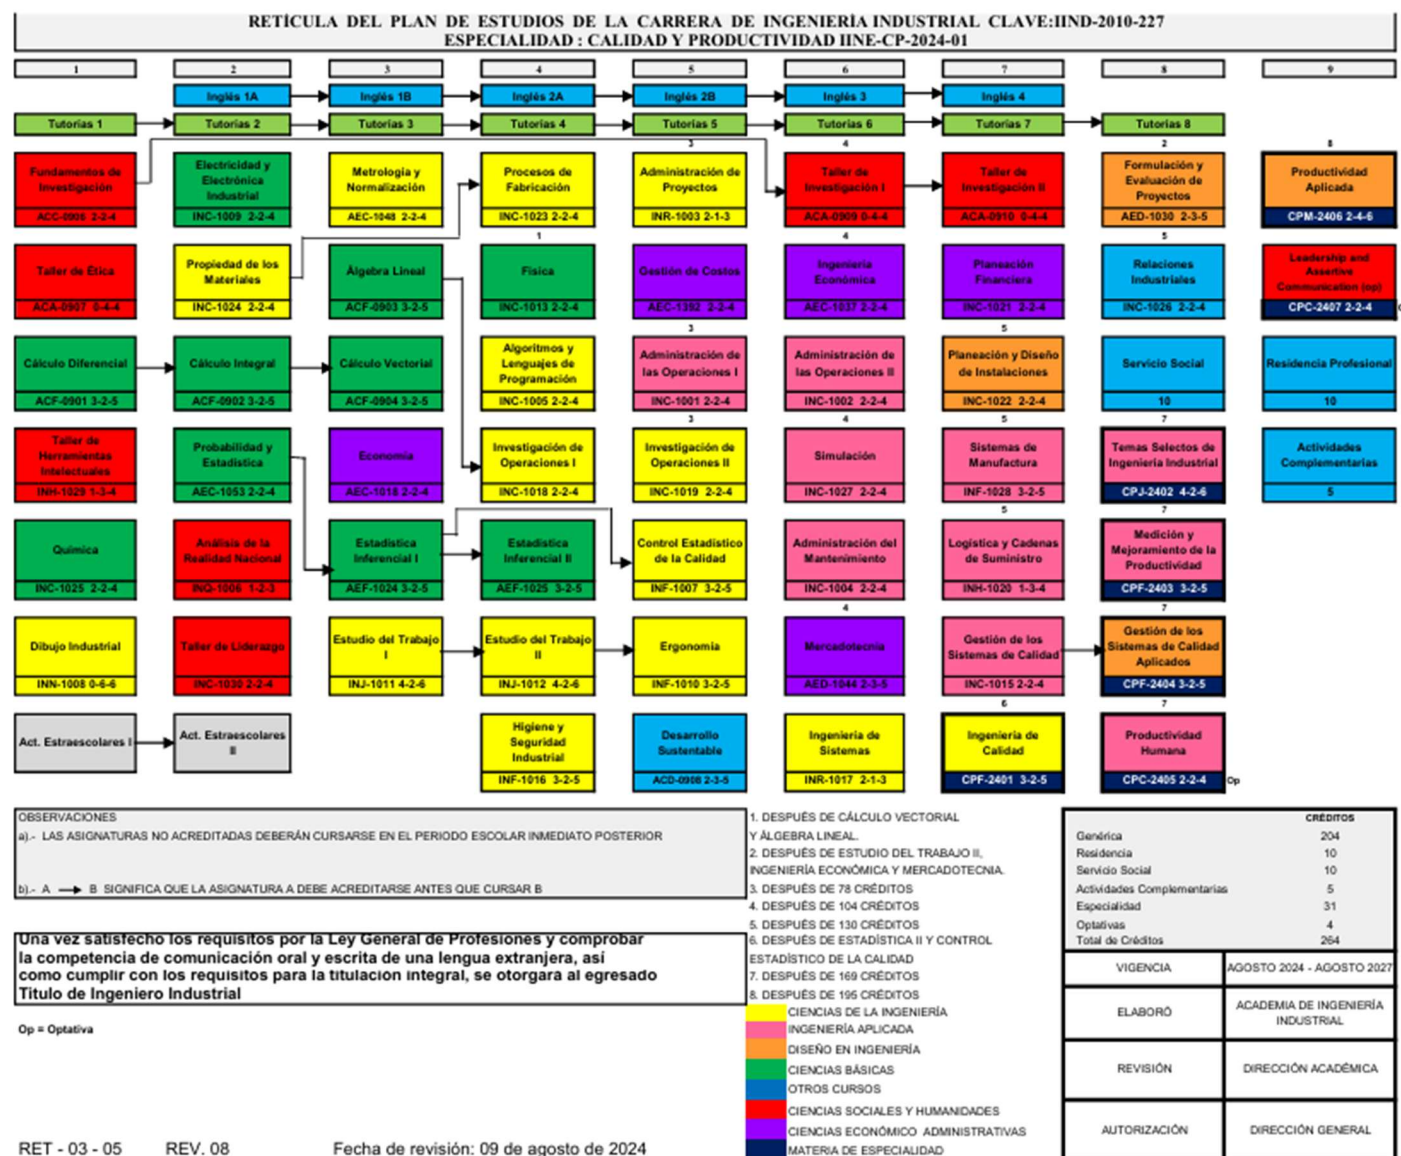 RETÍCULA DEL PLAN DE ESTUDIOS DE LA CARRERA DE INGENIERÍA INDUSTRIAL CLAVE:IIND-2010-227
ESPECIALIDAD : CALIDAD Y PRODUCTIVIDAD IINE-CP-2024-01
1 2 3 4 5 6 7 8 9
Inglés 1A Inglés 1B Inglés 2A Inglés 2B Inglés 3 Inglés 4
Tutorías 1 Tutorías 2 Tutorías 3 Tutorías 4 Tutorías 5 Tutorías 6 Tutorías 7 Tutorías 8
3 4 2 8
Fundamentos de
Investigación
ACC-0906 2-2-4
Electricidad y
Electrónica
Industrial
INC-1009 2-2-4
Metrología y
Normalización
AEC-1048 2-2-4
Procesos de
Fabricación
INC-1023 2-2-4
Administración de
Proyectos
INR-1003 2-1-3
Taller de
Investigación I
ACA-0909 0-4-4
Taller de
Investigación II
ACA-0910 0-4-4
Formulación y
Evaluación de
Proyectos
AED-1030 2-3-5
Productividad
Aplicada
CPM-2406 2-4-6
1 4 5
Taller de Ética
ACA-0907 0-4-4
Propiedad de los
Materiales
INC-1024 2-2-4
Álgebra Lineal
ACF-0903 3-2-5
Física
INC-1013 2-2-4
Gestión de Costos
AEC-1392 2-2-4
Ingeniería
Económica
AEC-1037 2-2-4
Planeación
Financiera
INC-1021 2-2-4
Relaciones
Industriales
INC-1026 2-2-4
Leadership and
Assertive
Communication (op)
CPC-2407 2-2-4
3 5
Cálculo Diferencial
ACF-0901 3-2-5
Cálculo Integral
ACF-0902 3-2-5
Cálculo Vectorial
ACF-0904 3-2-5
Algoritmos y
Lenguajes de
Programación
INC-1005 2-2-4
Administración de
las Operaciones I
INC-1001 2-2-4
Administración de
las Operaciones II
INC-1002 2-2-4
Planeación y Diseño
de Instalaciones
INC-1022 2-2-4
Servicio Social
10
Residencia Profesional
10
3 4 5 7
Taller de
Herramientas
Intelectuales
INH-1029 1-3-4
Probabilidad y
Estadística
AEC-1053 2-2-4
Economía
AEC-1018 2-2-4
Investigación de
Operaciones I
INC-1018 2-2-4
Investigación de
Operaciones II
INC-1019 2-2-4
Simulación
INC-1027 2-2-4
Sistemas de
Manufactura
INF-1028 3-2-5
Temas Selectos de
Ingeniería Industrial
CPJ-2402 4-2-6
Actividades
Complementarias
5
5 7
Química
INC-1025 2-2-4
Análisis de la
Realidad Nacional
INQ-1006 1-2-3
Estadística
Inferencial I
AEF-1024 3-2-5
Estadística
Inferencial II
AEF-1025 3-2-5
Control Estadístico
de la Calidad
INF-1007 3-2-5
Administración del
Mantenimiento
INC-1004 2-2-4
Logística y Cadenas
de Suministro
INH-1020 1-3-4
Medición y
Mejoramiento de la
Productividad
CPF-2403 3-2-5
4 7
Dibujo Industrial
INN-1008 0-6-6
Taller de Liderazgo
INC-1030 2-2-4
Estudio del Trabajo
I
INJ-1011 4-2-6
Estudio del Trabajo
II
INJ-1012 4-2-6
Ergonomía
INF-1010 3-2-5
Mercadotecnia
AED-1044 2-3-5
Gestión de los
Sistemas de Calidad
INC-1015 2-2-4
Gestión de los
Sistemas de Calidad
Aplicados
CPF-2404 3-2-5
6 7
Act. Estraescolares I
Act. Estraescolares
II
Higiene y
Seguridad
Industrial
INF-1016 3-2-5
Desarrollo
Sustentable
ACD-0908 2-3-5
Ingeniería de
Sistemas
INR-1017 2-1-3
Ingeniería de
Calidad
CPF-2401 3-2-5
Productividad
Humana
CPC-2405 2-2-4
Op
OBSERVACIONES
a).- LAS ASIGNATURAS NO ACREDITADAS DEBERÁN CURSARSE EN EL PERIODO ESCOLAR INMEDIATO POSTERIOR
b).- A → B SIGNIFICA QUE LA ASIGNATURA A DEBE ACREDITARSE ANTES QUE CURSAR B
Una vez satisfecho los requisitos por la Ley General de Profesiones y comprobar
la competencia de comunicación oral y escrita de una lengua extranjera, así
como cumplir con los requisitos para la titulación integral, se otorgará al egresado
Titulo de Ingeniero Industrial
Op = Optativa
1. DESPUÉS DE CÁLCULO VECTORIAL
Y ÁLGEBRA LINEAL.
2. DESPUÉS DE ESTUDIO DEL TRABAJO II,
INGENIERÍA ECONÓMICA Y MERCADOTECNIA.
3. DESPUÉS DE 78 CRÉDITOS
4. DESPUÉS DE 104 CRÉDITOS
5. DESPUÉS DE 130 CRÉDITOS
6. DESPUÉS DE ESTADÍSTICA II Y CONTROL
ESTADÍSTICO DE LA CALIDAD
7. DESPUÉS DE 169 CRÉDITOS
8. DESPUÉS DE 195 CRÉDITOS
CIENCIAS DE LA INGENIERÍA
INGENIERÍA APLICADA
DISEÑO EN INGENIERÍA
CIENCIAS BÁSICAS
OTROS CURSOS
CIENCIAS SOCIALES Y HUMANIDADES
CIENCIAS ECONÓMICO ADMINISTRATIVAS
MATERIA DE ESPECIALIDAD
CRÉDITOS
Genérica 204
Residencia 10
Servicio Social 10
Actividades Complementarias 5
Especialidad 31
Optativas 4
Total de Créditos 264
VIGENCIA AGOSTO 2024 - AGOSTO 2027
ELABORÓ ACADEMIA DE INGENIERÍA
INDUSTRIAL
REVISIÓN DIRECCIÓN ACADÉMICA
AUTORIZACIÓN DIRECCIÓN GENERAL
RET - 03 - 05 REV. 08 Fecha de revisión: 09 de agosto de 2024